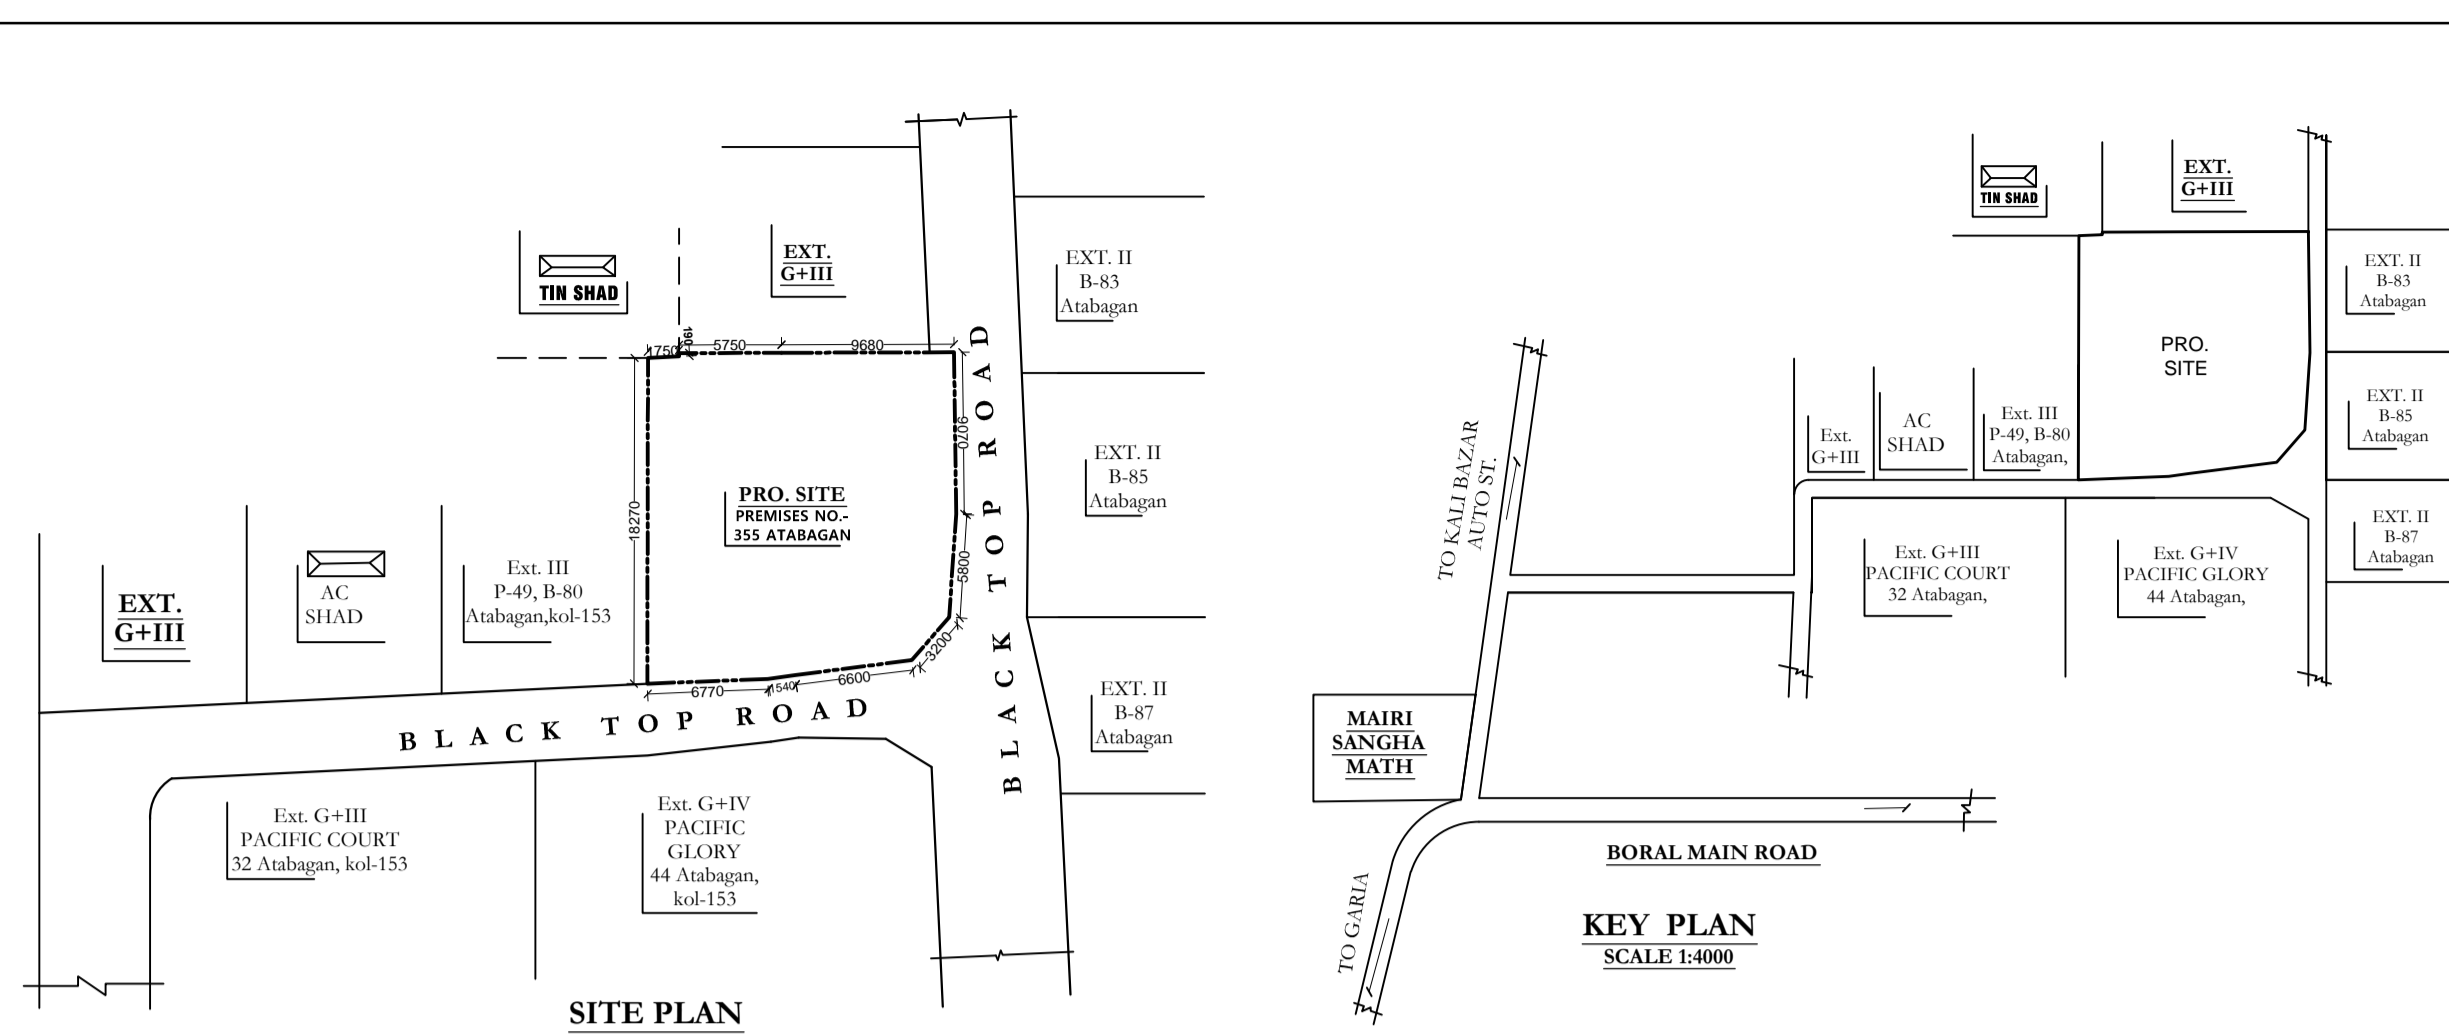 TIN SHAD
EXT.
G+III
EXT. II
B-83
Atabagan
1750
190
5750
9680
9070
5800
3200
6600
1540
6770
18270
PRO. SITE
PREMISES NO.-
355 ATABAGAN
EXT. II
B-85
Atabagan
EXT.
G+III
AC
SHAD
Ext. III
P-49, B-80
Atabagan,kol-153
BLACK TOP ROAD
BLACK TOP ROAD
EXT. II
B-87
Atabagan
Ext. G+III
PACIFIC COURT
32 Atabagan, kol-153
Ext. G+IV
PACIFIC
GLORY
44 Atabagan,
kol-153
SITE PLAN
TIN SHAD
EXT.
G+III
EXT. II
B-83
Atabagan
PRO.
SITE
EXT. II
B-85
Atabagan
Ext.
G+III
AC
SHAD
Ext. III
P-49, B-80
Atabagan,
TO KALI BAZAR
AUTO ST.
Ext. G+III
PACIFIC COURT
32 Atabagan,
Ext. G+IV
PACIFIC GLORY
44 Atabagan,
EXT. II
B-87
Atabagan
MAIRI
SANGHA
MATH
BORAL MAIN ROAD
TO GARIA
KEY PLAN
SCALE 1:4000